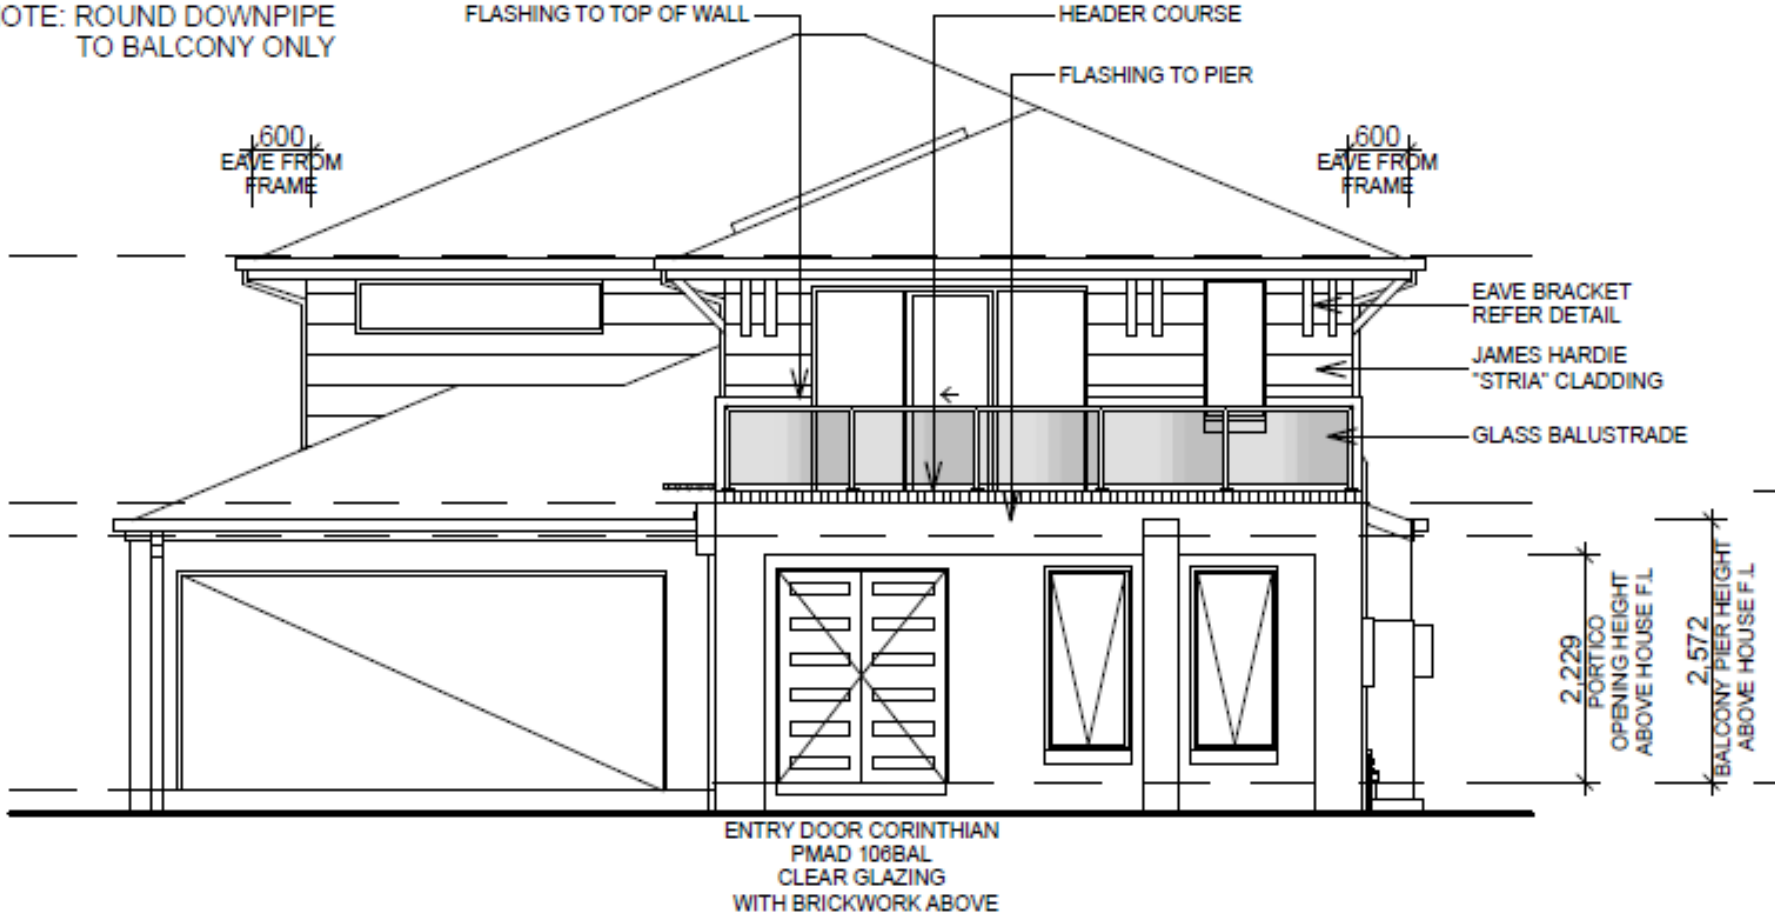 OTE: ROUND DOWNPIPE
TO BALCONY ONLY
FLASHING TO TOP OF WALL
HEADER COURSE
FLASHING TO PIER
600
EAVE FROM
FRAME
600
EAVE FROM
FRAME
EAVE BRACKET
REFER DETAIL
JAMES HARDIE
"STRIA" CLADDING
GLASS BALUSTRADE
2,229
PORTICO
OPENING HEIGHT
ABOVE HOUSE F.L
2,572
BALCONY PIER HEIGHT
ABOVE HOUSE F.L
ENTRY DOOR CORINTHIAN
PMAD 106BAL
CLEAR GLAZING
WITH BRICKWORK ABOVE